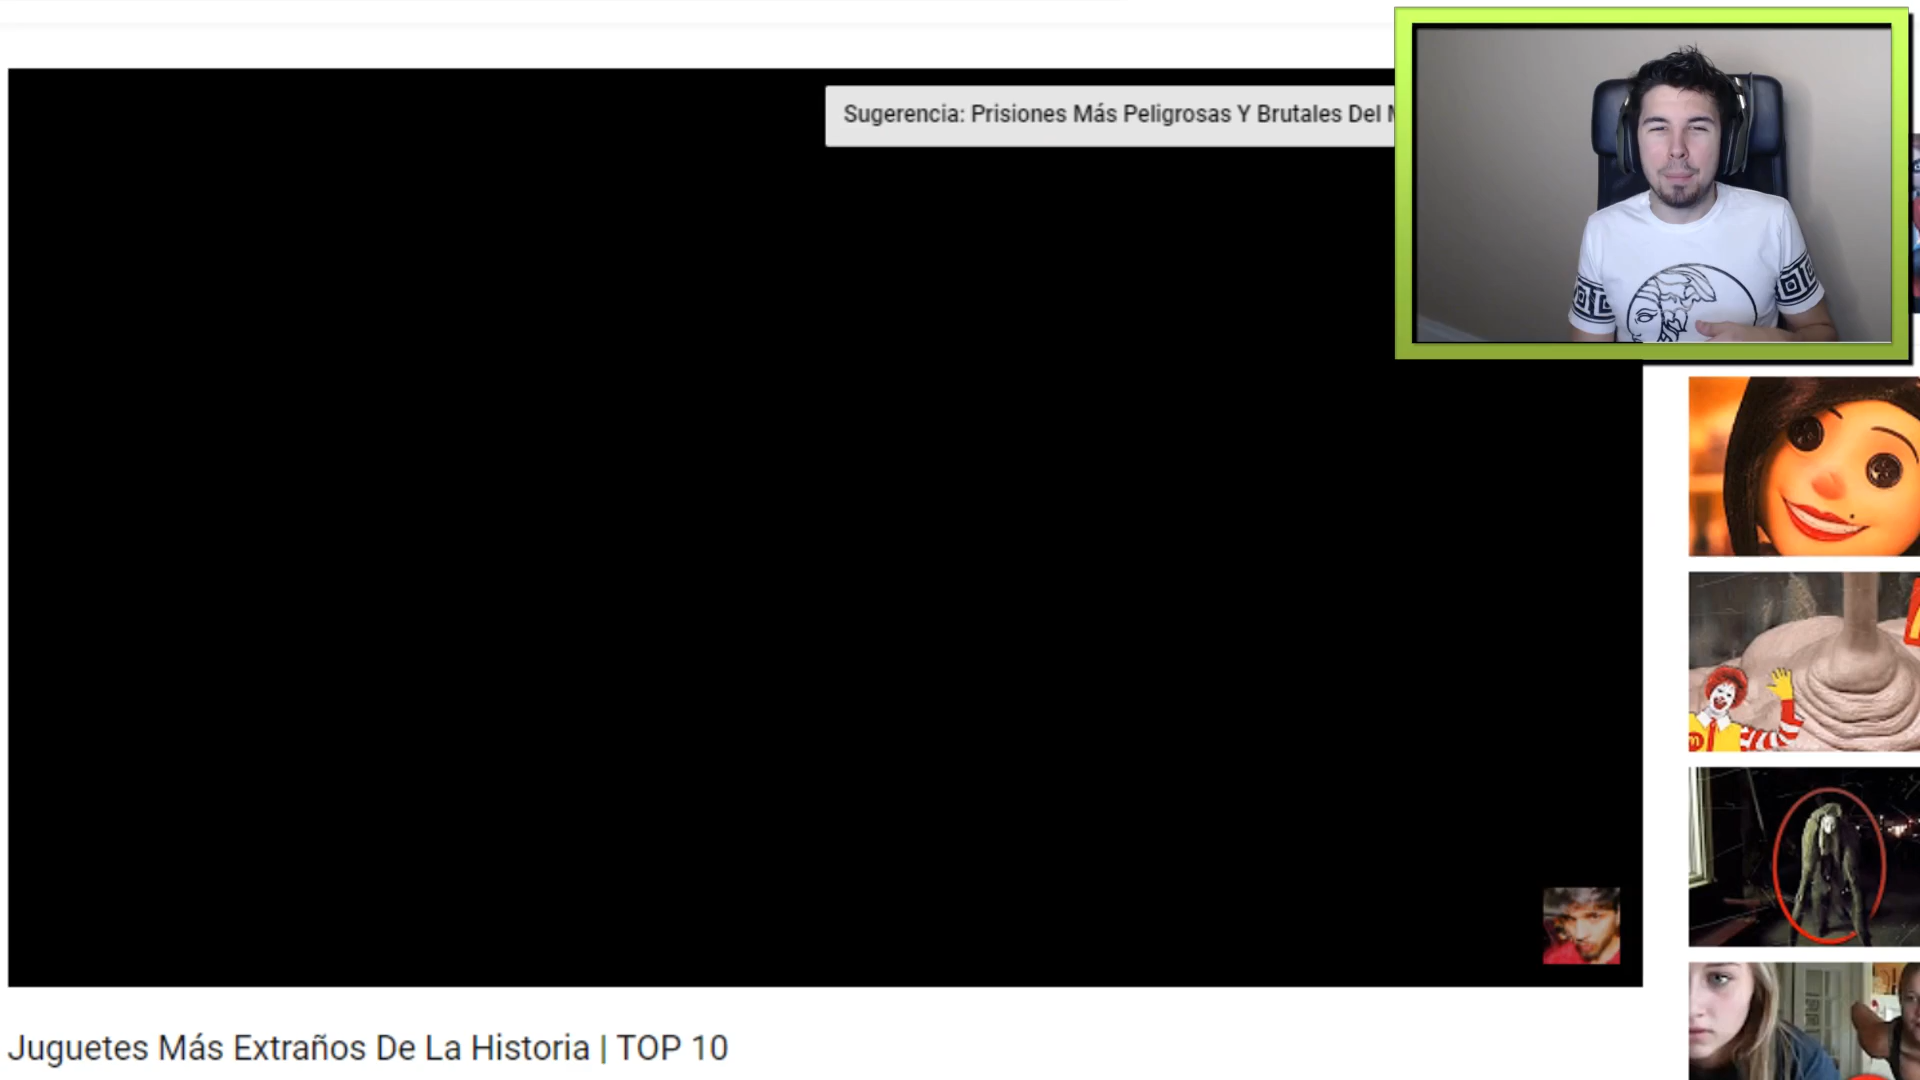 Sugerencia: Prisiones Más Peligrosas Y Brutales Del
Juguetes Más Extraños De La Historia | TOP 10